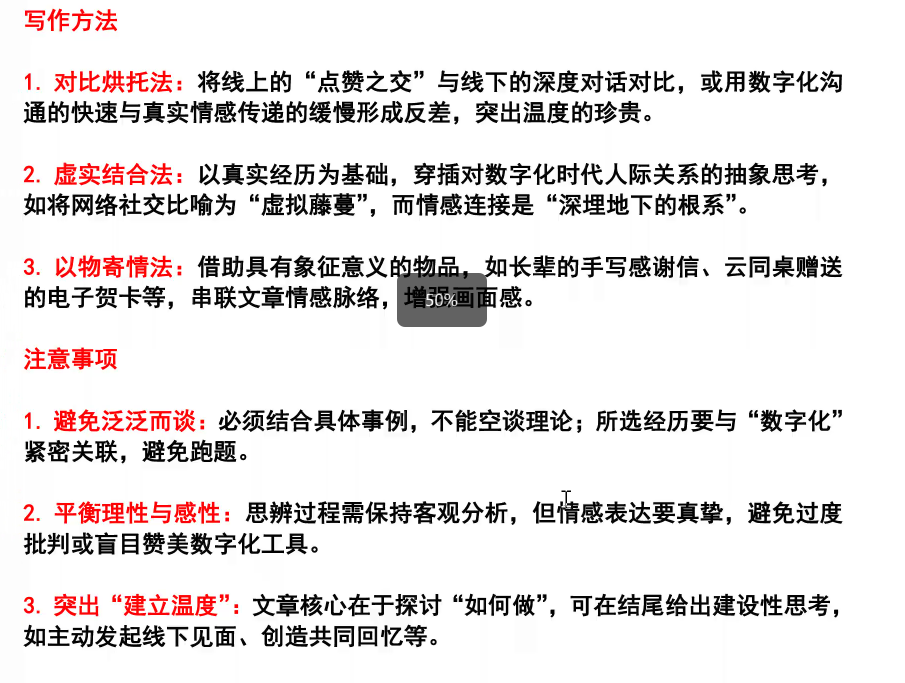 写作方法
1. 对比烘托法：将线上的“点赞之交”与线下的深度对话对比，或用数字化沟
通的快速与真实情感传递的缓慢形成反差，突出温度的珍贵。
2. 虚实结合法：以真实经历为基础，穿插对数字化时代人际关系的抽象思考，
如将网络社交比喻为“虚拟藤蔓”，而情感连接是“深埋地下的根系”。
3. 以物寄情法：借助具有象征意义的物品，如长辈的手写感谢信、云同桌赠送
的电子贺卡等，串联文章情感脉络，增强画面感。
50%
注意事项
1. 避免泛泛而谈：必须结合具体事例，不能空谈理论；所选经历要与“数字化”
紧密关联，避免跑题。
2. 平衡理性与感性：思辨过程需保持客观分析，但情感表达要真挚，避免过度
批判或盲目赞美数字化工具。
3. 突出“建立温度”：文章核心在于探讨“如何做”，可在结尾给出建设性思考，
如主动发起线下见面、创造共同回忆等。